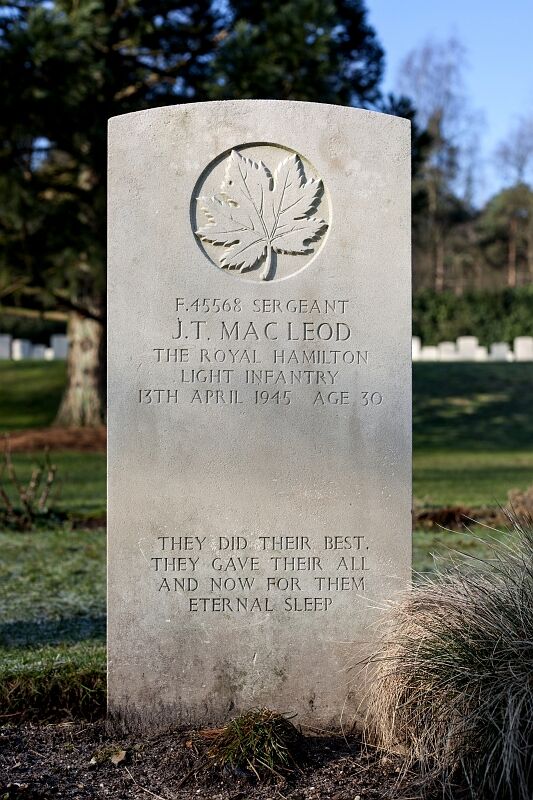 F.45568 SERGEANT
J.T. MAC LEOD
THE ROYAL HAMILTON
LIGHT INFANTRY
13TH APRIL 1945 AGE 30
THEY DID THEIR BEST,
THEY GAVE THEIR ALL
AND NOW FOR THEM
ETERNAL SLEEP